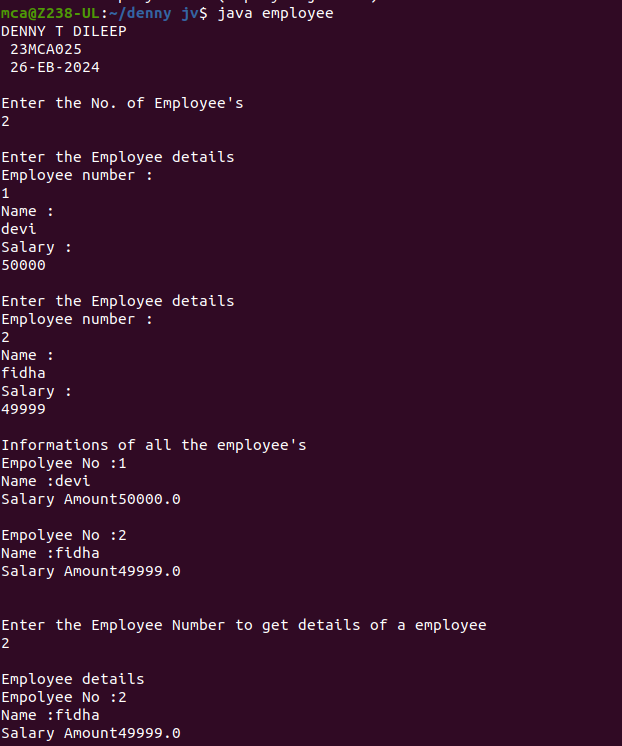 mca@Z238-UL:~/denny jv$ java employee
DENNY T DILEEP
23MCA025
26-EB-2024
Enter the No. of Employee's
2
Enter the Employee details
Employee number :
1
Name :
devi
Salary :
50000
Enter the Employee details
Employee number :
2
Name :
fidha
Salary :
49999
Informations of all the employee's
Empolyee No :1
Name :devi
Salary Amount50000.0
Empolyee No :2
Name :fidha
Salary Amount49999.0
Enter the Employee Number to get details of a employee
2
Employee details
Empolyee No :2
Name :fidha
Salary Amount49999.0